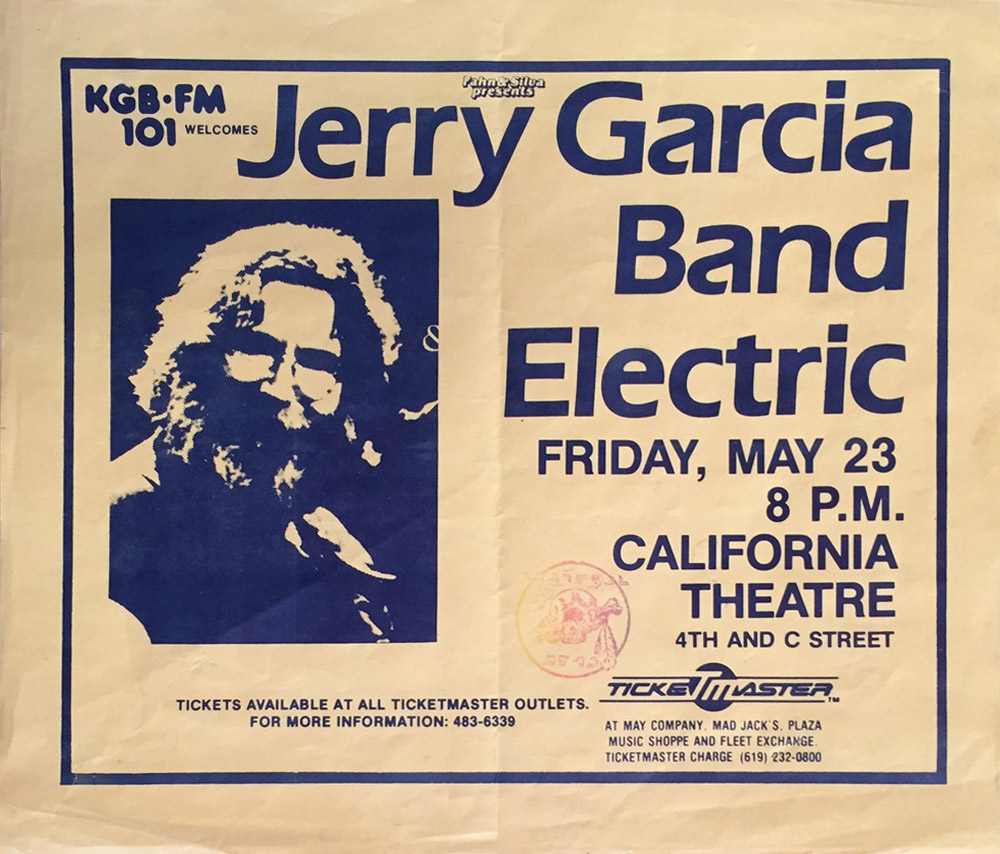 KGB·FM
101 WELCOMES
Fahn & Silva
presents
Jerry Garcia
Band
Electric
FRIDAY, MAY 23
8 P.M.
CALIFORNIA
THEATRE
4TH AND C STREET
TICKETMASTER™
TICKETS AVAILABLE AT ALL TICKETMASTER OUTLETS.
FOR MORE INFORMATION: 483-6339
AT MAY COMPANY, MAD JACK'S, PLAZA
MUSIC SHOPPE AND FLEET EXCHANGE.
TICKETMASTER CHARGE (619) 232-0800